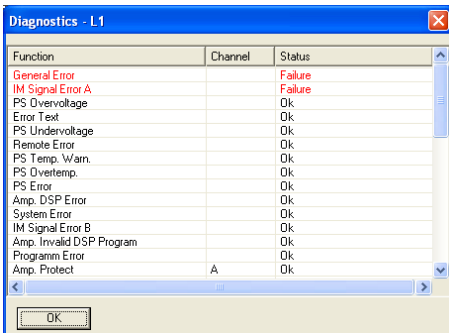 Diagnostics - L1
Function Channel Status
General Error Failure
IM Signal Error A Failure
PS Overvoltage Ok
Error Text Ok
PS Undervoltage Ok
Remote Error Ok
PS Temp. Warn. Ok
PS Overtemp. Ok
PS Error Ok
Amp. DSP Error Ok
System Error Ok
IM Signal Error B Ok
Amp. Invalid DSP Program Ok
Programm Error Ok
Amp. Protect A Ok
OK